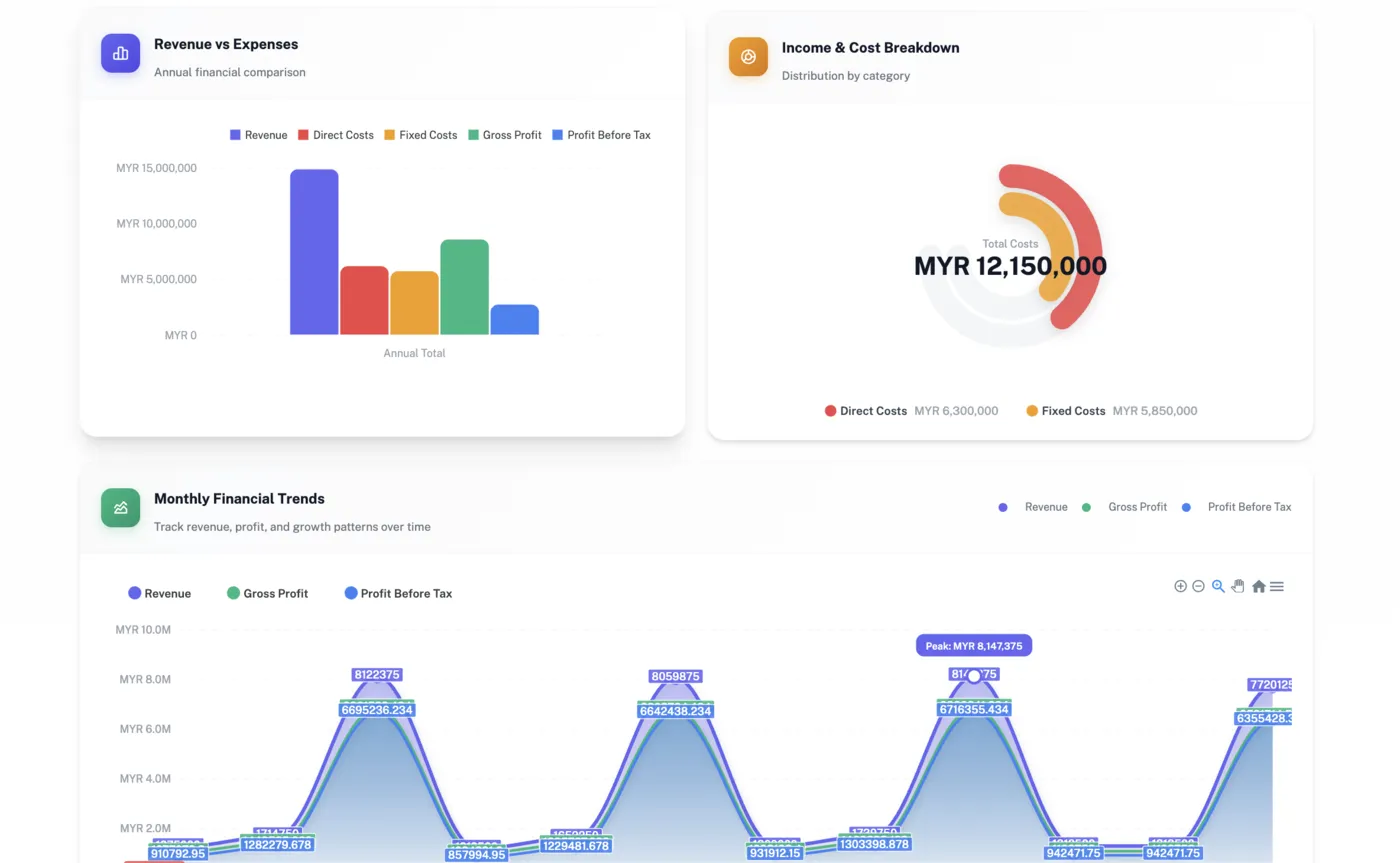 Revenue vs Expenses
Annual financial comparison
Revenue Direct Costs Fixed Costs Gross Profit Profit Before Tax
MYR 15,000,000
MYR 10,000,000
MYR 5,000,000
MYR 0
Annual Total
Income & Cost Breakdown
Distribution by category
Total Costs
MYR 12,150,000
Direct Costs MYR 6,300,000 Fixed Costs MYR 5,850,000
Monthly Financial Trends
Track revenue, profit, and growth patterns over time
Revenue Gross Profit Profit Before Tax
Revenue Gross Profit Profit Before Tax
MYR 10.0M
MYR 8.0M
MYR 6.0M
MYR 4.0M
MYR 2.0M
Peak: MYR 8,147,375
8122375
8059875
7720125
6695236.234
6642438.234
6716355.434
6355428.3
910792.95
1282279.678
857994.95
1229481.678
931912.15
1303398.878
942471.75
942471.75